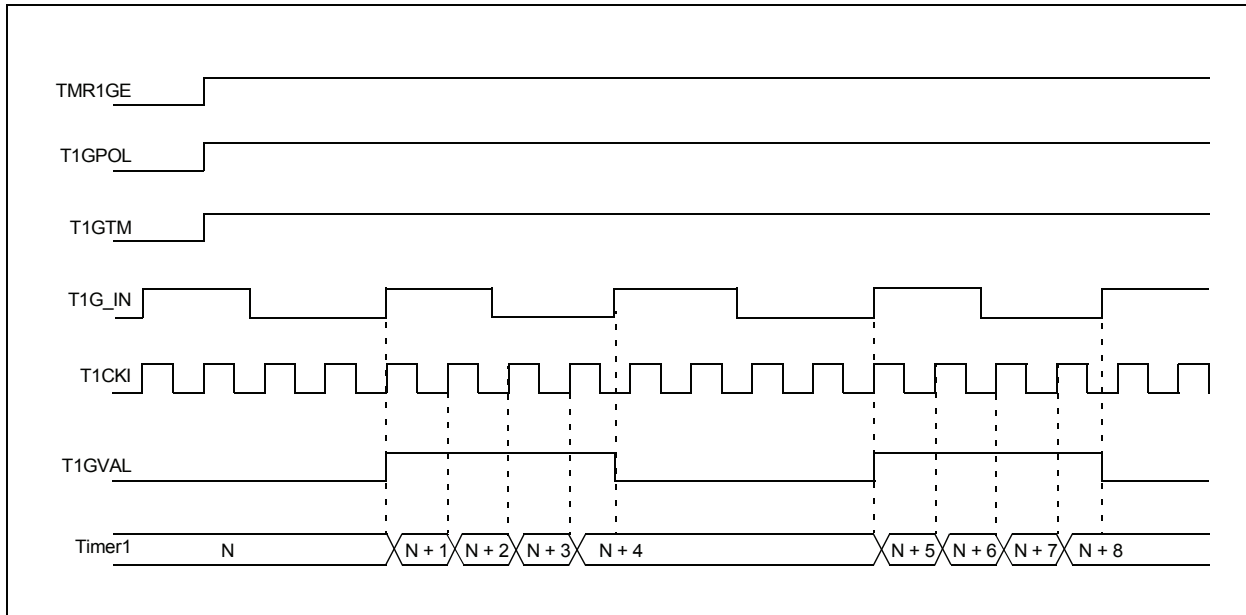 TMR1GE
T1GPOL
T1GTM
T1G_IN
T1CKI
T1GVAL
Timer1 N N + 1 N + 2 N + 3 N + 4 N + 5 N + 6 N + 7 N + 8